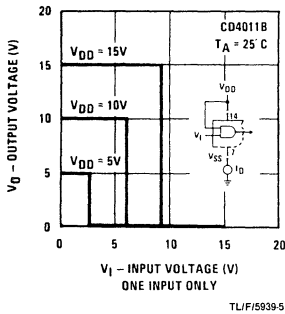 CD4011B
T_A = 25°C
V_DD = 15V
V_DD = 10V
V_DD = 5V
V_O – OUTPUT VOLTAGE (V)
20
15
10
5
0
0 5 10 15 20
V_DD
14
V_I
V_SS
7
I_D
V_I – INPUT VOLTAGE (V)
ONE INPUT ONLY
TL/F/5939-5